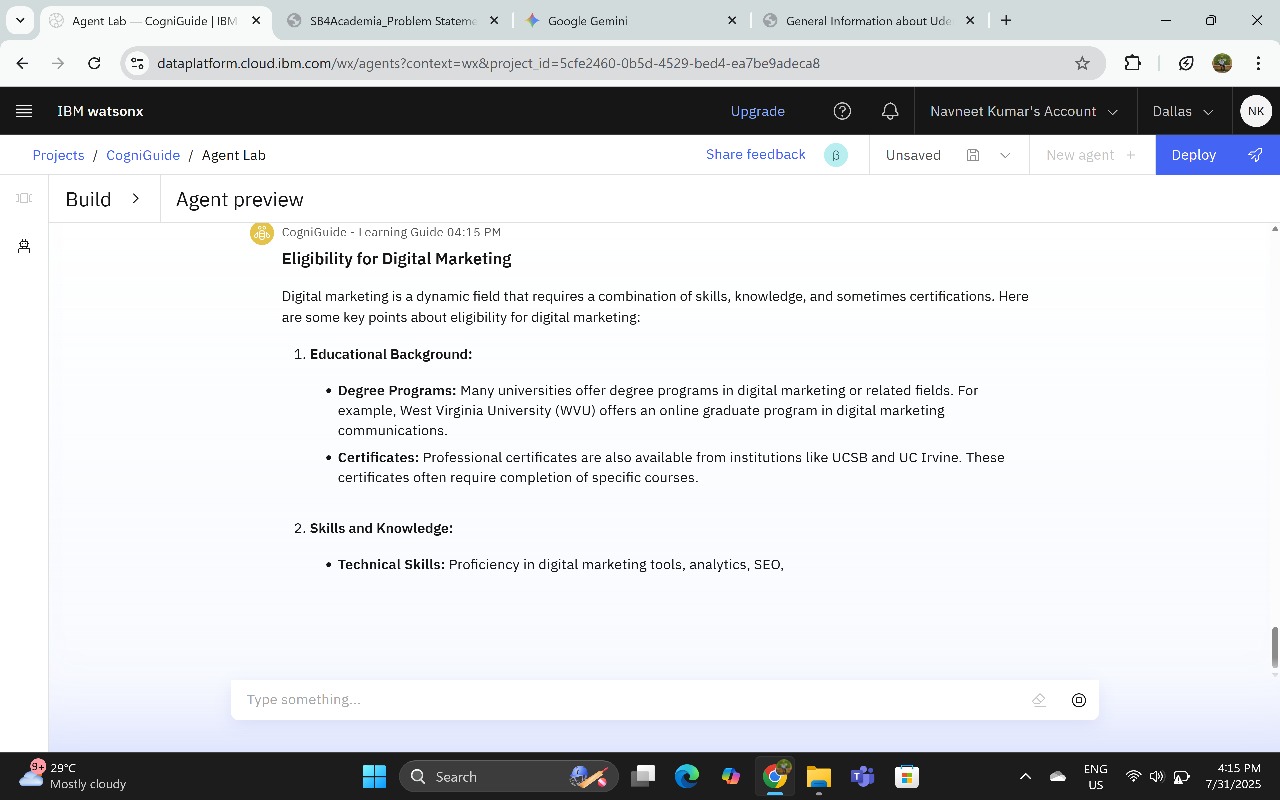 Agent Lab — CogniGuide | IBM
SB4Academia_Problem Stateme
Google Gemini
General Information about Ude
dataplatform.cloud.ibm.com/wx/agents?context=wx&project_id=5cfe2460-0b5d-4529-bed4-ea7be9adeca8
IBM watsonx
Upgrade
Navneet Kumar's Account
Dallas
NK
Projects / CogniGuide / Agent Lab
Share feedback
β
Unsaved
New agent +
Deploy
Build
Agent preview
CogniGuide - Learning Guide 04:15 PM
Eligibility for Digital Marketing
Digital marketing is a dynamic field that requires a combination of skills, knowledge, and sometimes certifications. Here
are some key points about eligibility for digital marketing:
1. Educational Background:
• Degree Programs: Many universities offer degree programs in digital marketing or related fields. For
example, West Virginia University (WVU) offers an online graduate program in digital marketing
communications.
• Certificates: Professional certificates are also available from institutions like UCSB and UC Irvine. These
certificates often require completion of specific courses.
2. Skills and Knowledge:
• Technical Skills: Proficiency in digital marketing tools, analytics, SEO,
Type something...
9+
29°C
Mostly cloudy
Search
ENG
US
4:15 PM
7/31/2025